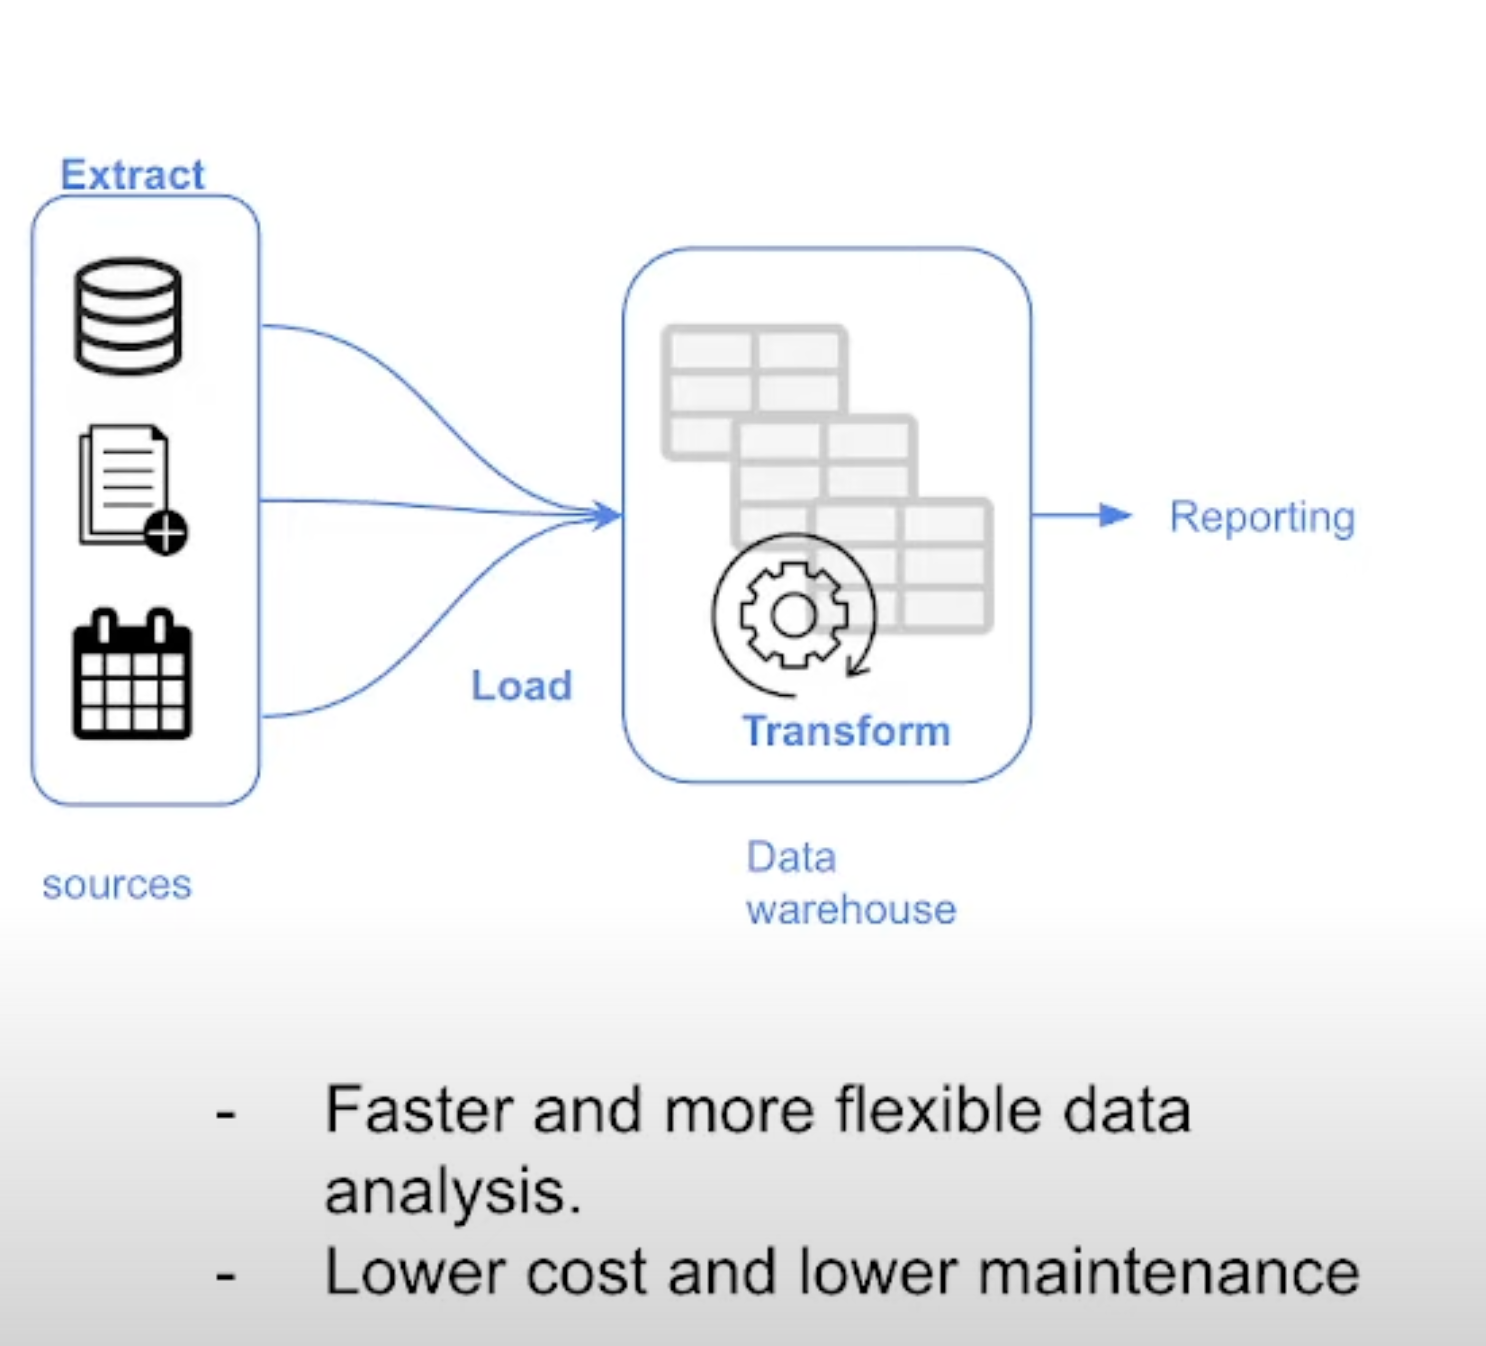 Extract
Load
Transform
Reporting
sources
Data
warehouse
- Faster and more flexible data
analysis.
- Lower cost and lower maintenance